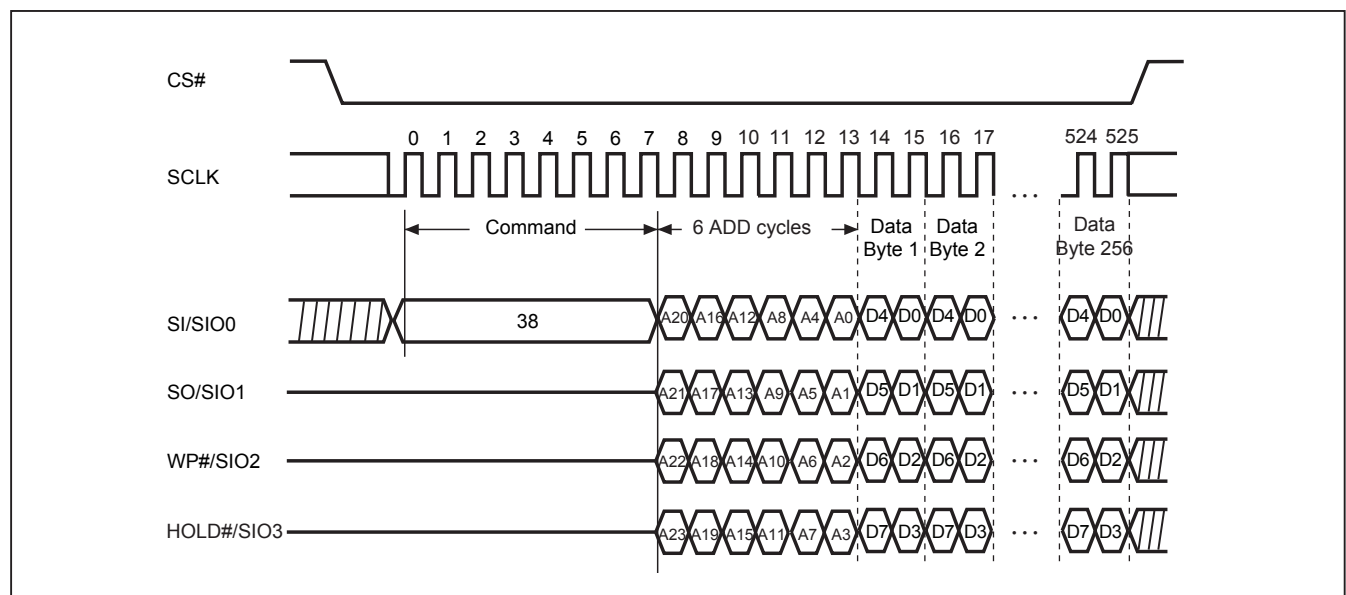 CS#
0 1 2 3 4 5 6 7 8 9 10 11 12 13 14 15 16 17 524 525
SCLK
...
Command 6 ADD cycles Data Byte 1 Data Byte 2 Data Byte 256
SI/SIO0 38 A20 A16 A12 A8 A4 A0 D4 D0 D4 D0 ... D4 D0
SO/SIO1 A21 A17 A13 A9 A5 A1 D5 D1 D5 D1 ... D5 D1
WP#/SIO2 A22 A18 A14 A10 A6 A2 D6 D2 D6 D2 ... D6 D2
HOLD#/SIO3 A23 A19 A15 A11 A7 A3 D7 D3 D7 D3 ... D7 D3